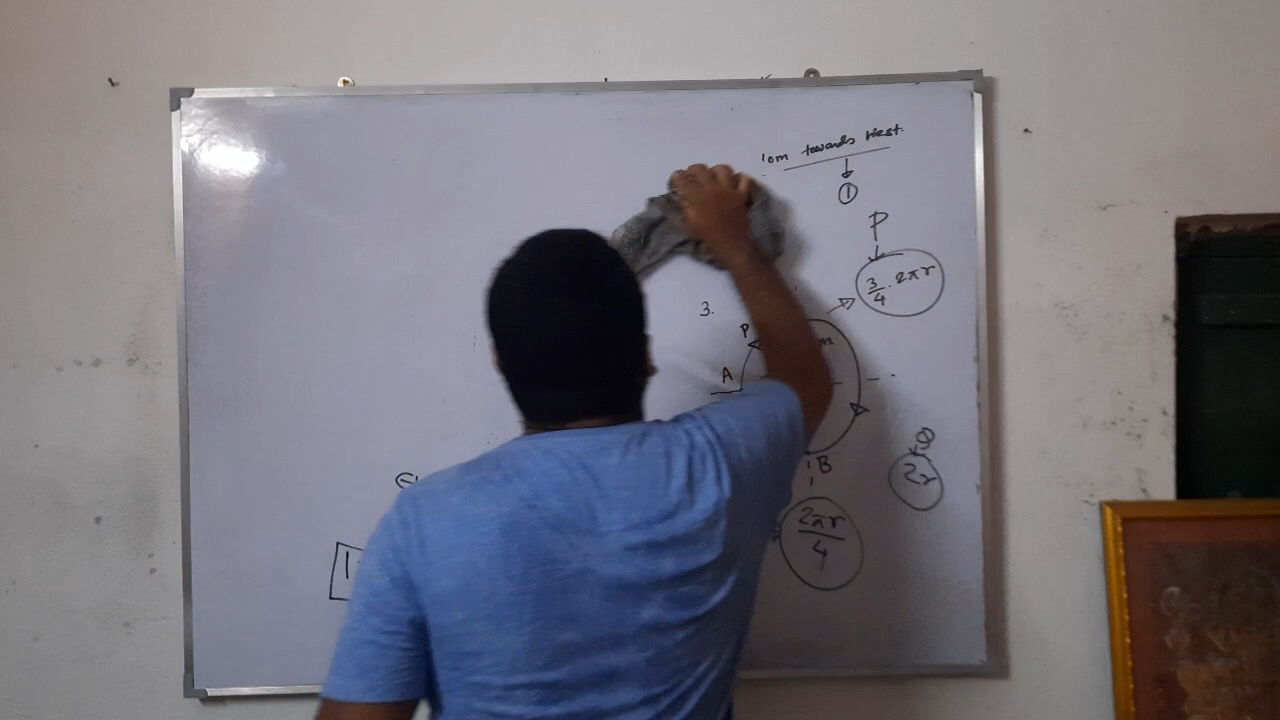 10m towards West.
↓
①
P
↓
3/4 · 2πr
3.
P
m
A
B
Q
2r
2πr/4